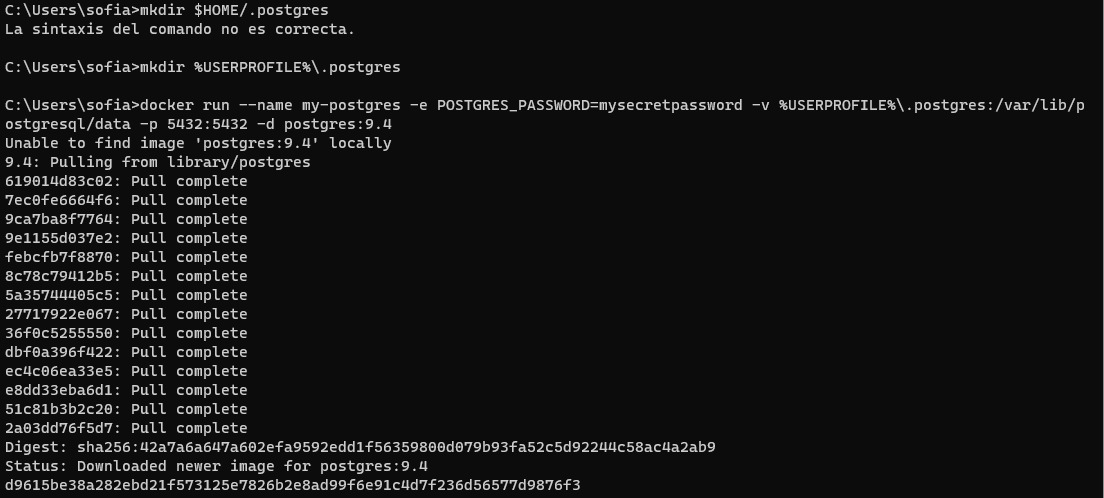 C:\Users\sofia>mkdir $HOME/.postgres
La sintaxis del comando no es correcta.
C:\Users\sofia>mkdir %USERPROFILE%\.postgres
C:\Users\sofia>docker run --name my-postgres -e POSTGRES_PASSWORD=mysecretpassword -v %USERPROFILE%\.postgres:/var/lib/p
ostgresql/data -p 5432:5432 -d postgres:9.4
Unable to find image 'postgres:9.4' locally
9.4: Pulling from library/postgres
619014d83c02: Pull complete
7ec0fe6664f6: Pull complete
9ca7ba8f7764: Pull complete
9e1155d037e2: Pull complete
febcfb7f8870: Pull complete
8c78c79412b5: Pull complete
5a35744405c5: Pull complete
27717922e067: Pull complete
36f0c5255550: Pull complete
dbf0a396f422: Pull complete
ec4c06ea33e5: Pull complete
e8dd33eba6d1: Pull complete
51c81b3b2c20: Pull complete
2a03dd76f5d7: Pull complete
Digest: sha256:42a7a6a647a602efa9592edd1f56359800d079b93fa52c5d92244c58ac4a2ab9
Status: Downloaded newer image for postgres:9.4
d9615be38a282ebd21f573125e7826b2e8ad99f6e91c4d7f236d56577d9876f3